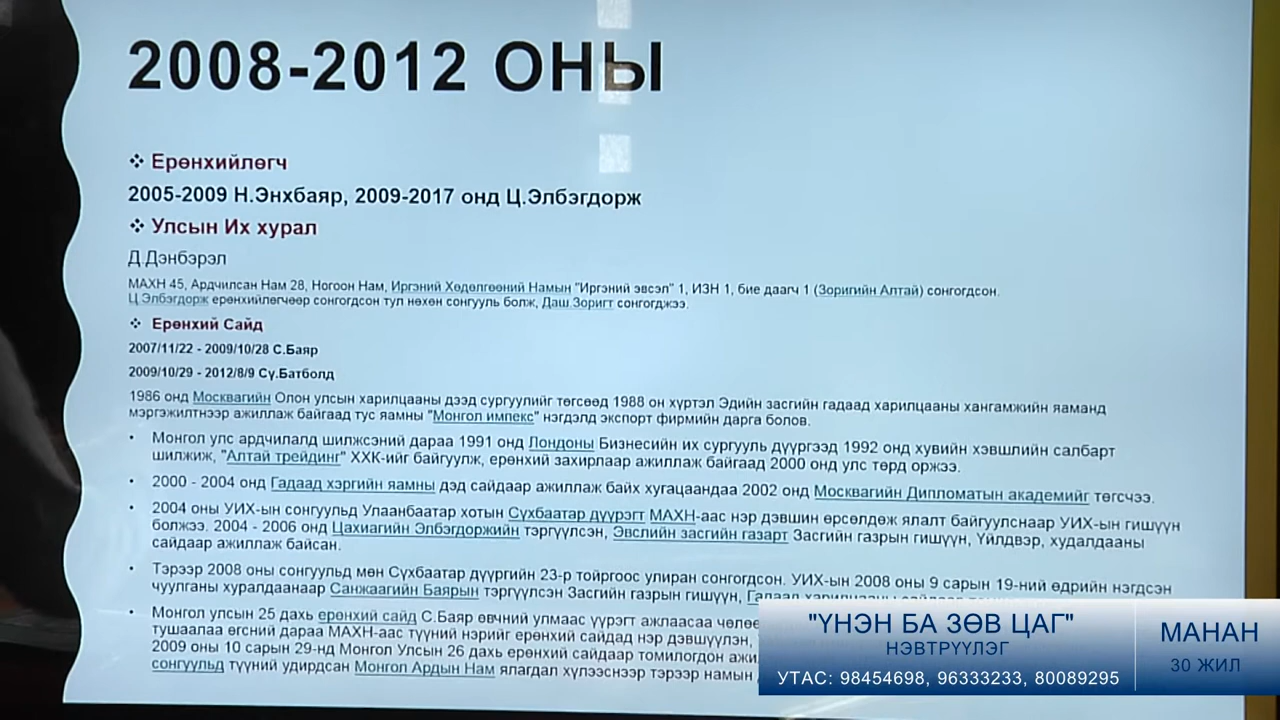 2008-2012 ОНЫ
❖ Ерөнхийлөгч
2005-2009 Н.Энхбаяр, 2009-2017 онд Ц.Элбэгдорж
❖ Улсын Их хурал
Д.Дэнбэрэл
МАХН 45, Ардчилсан Нам 28, Ногоон Нам, Иргэний Хөдөлгөөний Намын "Иргэний эвсэл" 1, ИЗН 1, бие даагч 1 (Зоригийн Алтай) сонгогдсон.
Ц.Элбэгдорж ерөнхийлөгчөөр сонгогдсон тул нөхөн сонгууль болж, Даш.Зоригт сонгогджээ.
❖ Ерөнхий Сайд
2007/11/22 - 2009/10/28 С.Баяр
2009/10/29 - 2012/8/9 Сү.Батболд
1986 онд Москвагийн Олон улсын харилцааны дээд сургуулийг төгсөөд 1988 он хүртэл Эдийн засгийн гадаад харилцааны хангамжийн яаманд
мэргэжилтнээр ажиллаж байгаад тус яамны "Монгол импекс" нэгдэлд экспорт фирмийн дарга болов.
• Монгол улс ардчилалд шилжсэний дараа 1991 онд Лондоны Бизнесийн их сургууль дүүргээд 1992 онд хувийн хэвшлийн салбарт
шилжиж, "Алтай трейдинг" ХХК-ийг байгуулж, ерөнхий захирлаар ажиллаж байгаад 2000 онд улс төрд оржээ.
• 2000 - 2004 онд Гадаад хэргийн яамны дэд сайдаар ажиллаж байх хугацаандаа 2002 онд Москвагийн Дипломатын академийг төгсчээ.
• 2004 оны УИХ-ын сонгуульд Улаанбаатар хотын Сүхбаатар дүүрэгт МАХН-аас нэр дэвшин өрсөлдөж ялалт байгуулснаар УИХ-ын гишүүн
болжээ. 2004 - 2006 онд Цахиагийн Элбэгдоржийн тэргүүлсэн, Эвслийн засгийн газарт Засгийн газрын гишүүн, Үйлдвэр, худалдааны
сайдаар ажиллаж байсан.
• Тэрээр 2008 оны сонгуульд мөн Сүхбаатар дүүргийн 23-р тойргоос улиран сонгогдсон. УИХ-ын 2008 оны 9 сарын 19-ний өдрийн нэгдсэн
чуулганы хуралдаанаар Санжаагийн Баярын тэргүүлсэн Засгийн газрын гишүүн, Гадаад харилцааны
• Монгол улсын 25 дахь ерөнхий сайд С.Баяр өвчний улмаас үүрэгт ажлаасаа
тушаалаа өгсний дараа МАХН-аас түүний нэрийг ерөнхий сайдад нэр дэвшүүлэн,
2009 оны 10 сарын 29-нд Монгол Улсын 26 дахь ерөнхий сайдаар томилогдон
сонгуульд түүний удирдсан Монгол Ардын Нам ялагдал хүлээснээр тэрээр намын
"ҮНЭН БА ЗӨВ ЦАГ"
НЭВТРҮҮЛЭГ
УТАС: 98454698, 96333233, 80089295
МАНАН
30 ЖИЛ